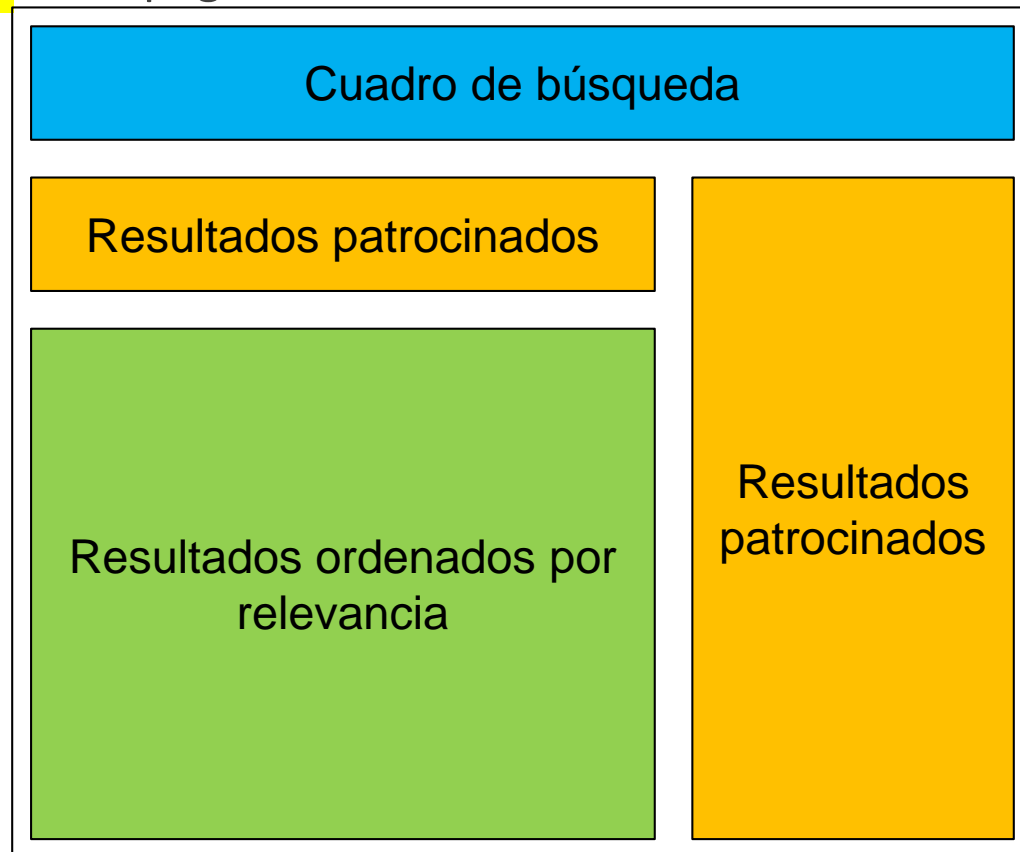 Cuadro de búsqueda
Resultados patrocinados
Resultados ordenados por
relevancia
Resultados
patrocinados